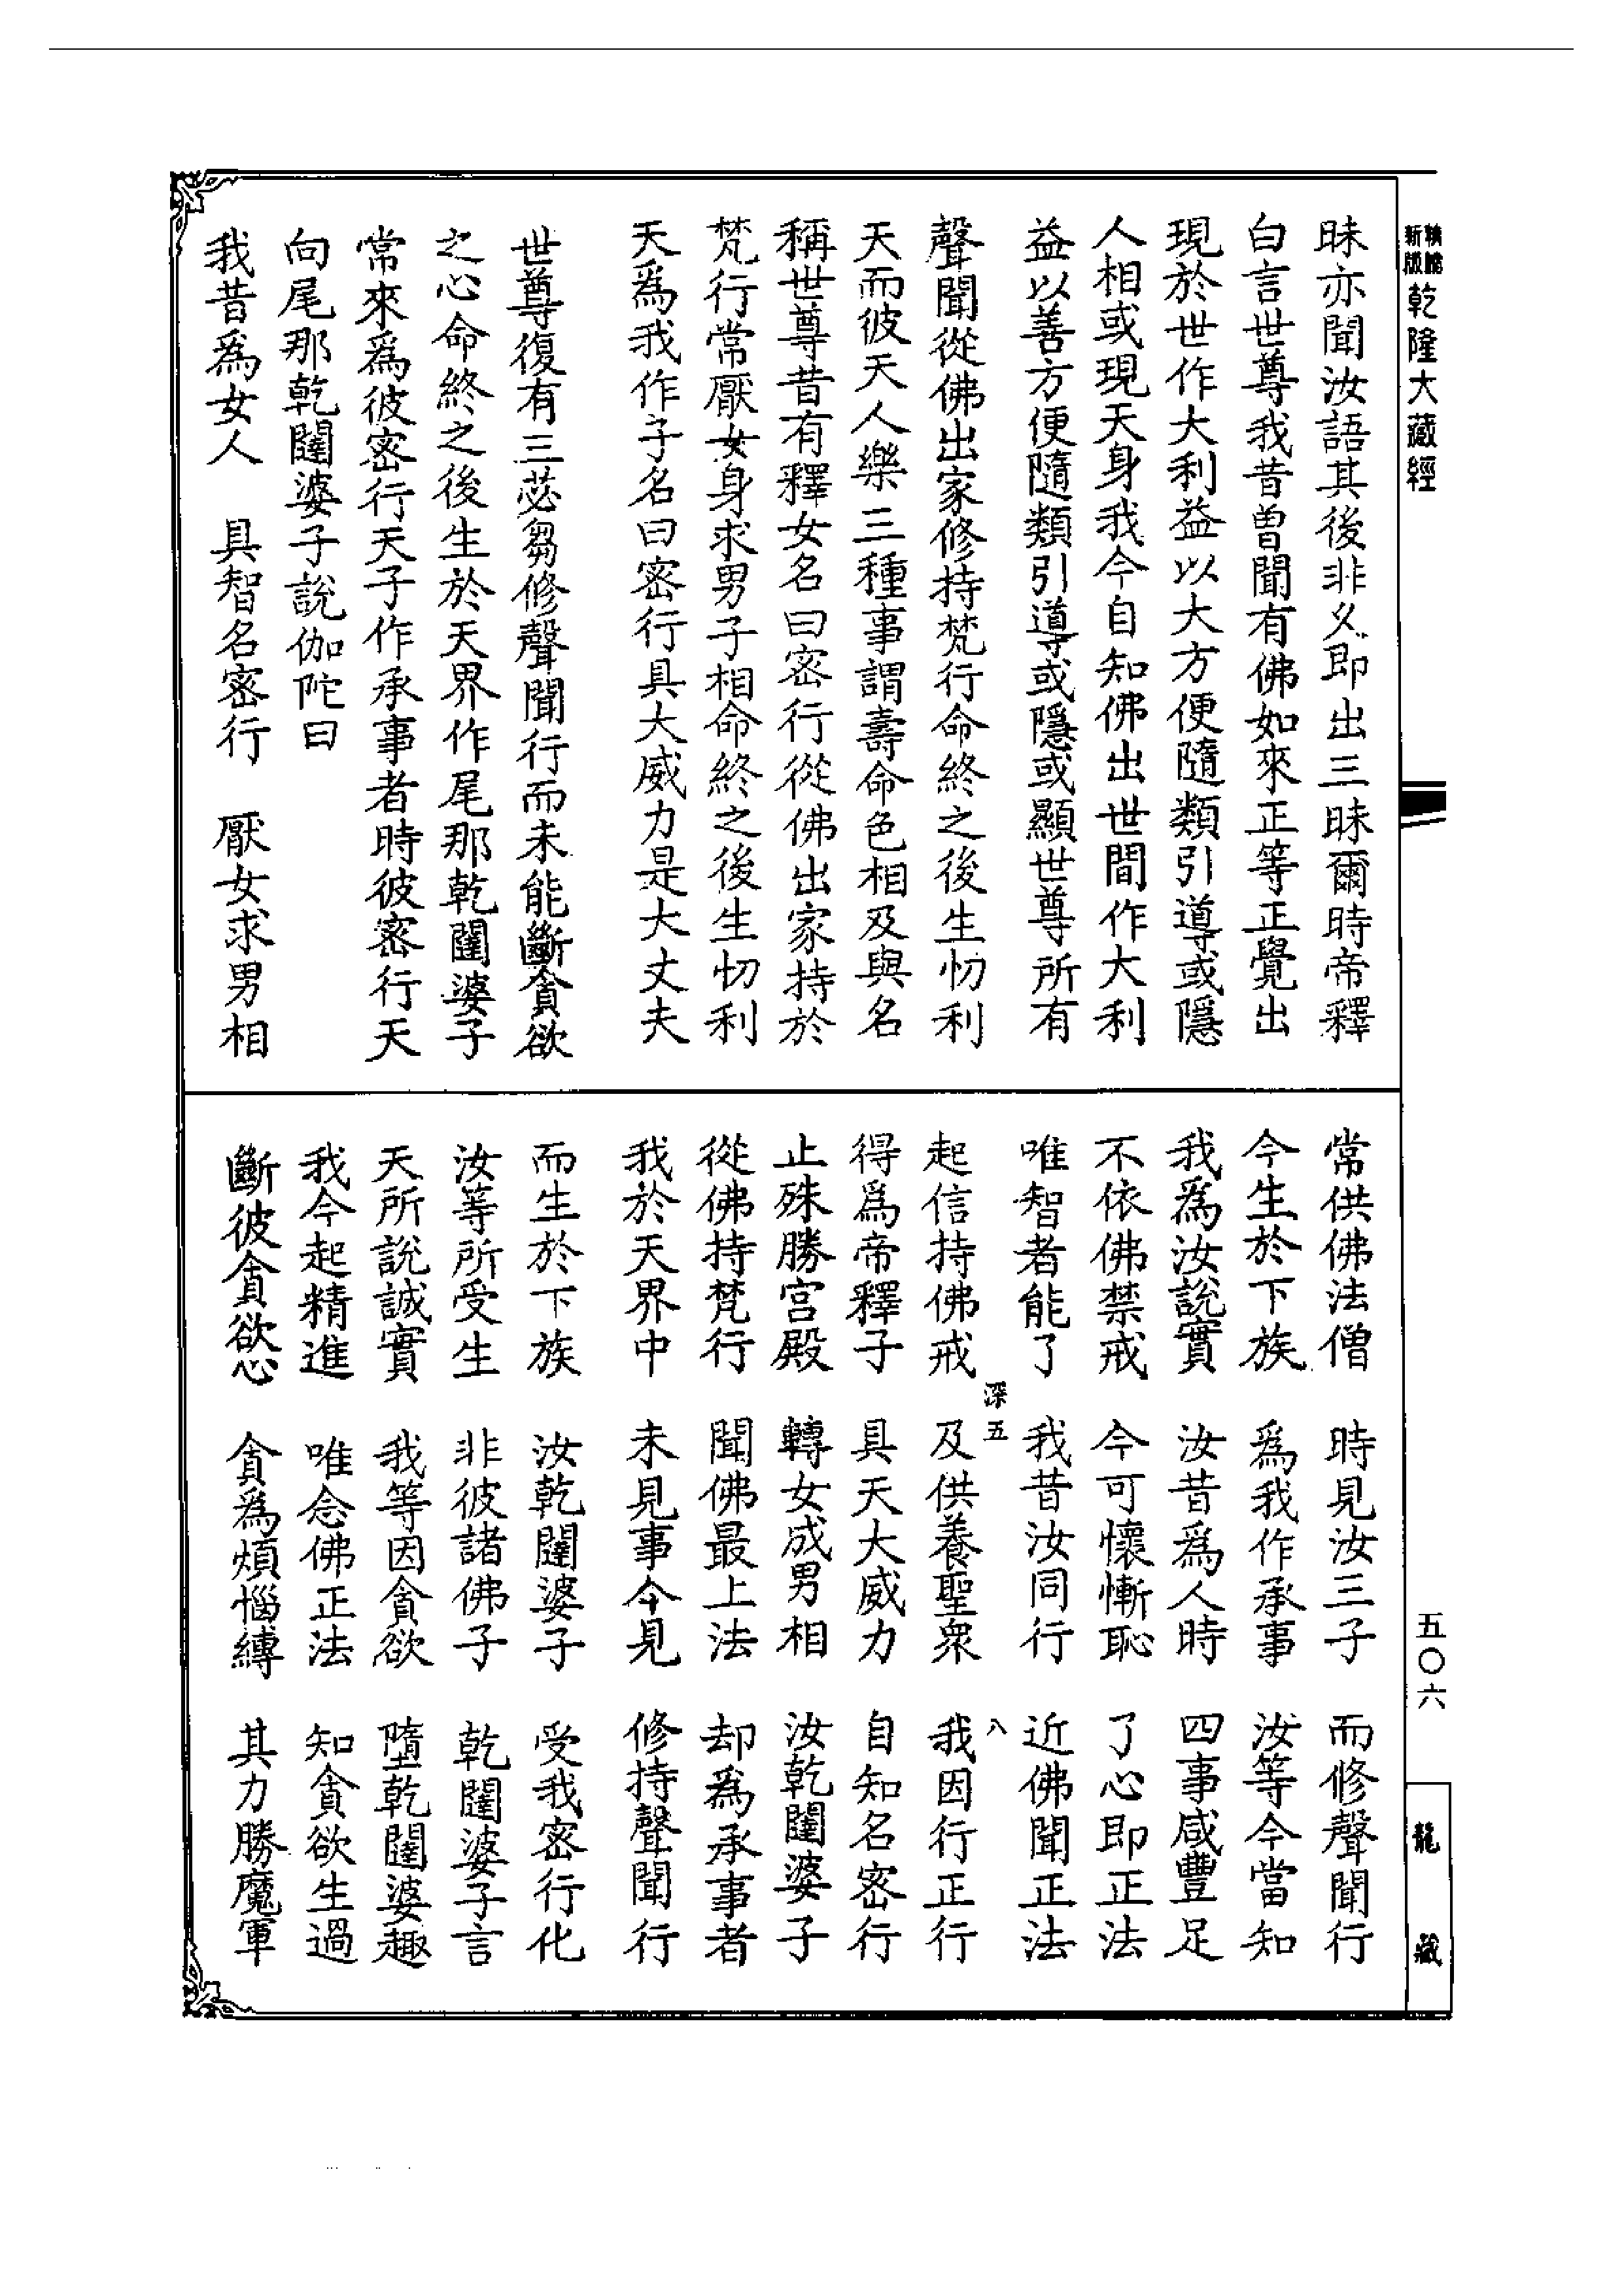 新版精縮乾隆大藏經
昧亦聞汝語其後非久即出三昧爾時帝釋
白言世尊我昔曾聞有佛如來正等正覺出
現於世作大利益以大方便隨類引導或隱
人相或現天身我今自知佛出世間作大利
益以善方便隨類引導或隱或顯世尊所有
聲聞從佛出家修持梵行命終之後生忉利
天而彼天人樂三種事謂壽命色相及與名
稱世尊昔有釋女名曰密行從佛出家持於
梵行常厭女身求男子相命終之後生忉利
天為我作子名曰密行具大威力是大丈夫
世尊復有三苾芻修聲聞行而未能斷貪欲
之心命終之後生於天界作尾那乾闥婆子
常來為彼密行天子作承事者時彼密行天
向尾那乾闥婆子說伽陀曰
我昔為女人　具智名密行　厭女求男相
常供佛法僧　時見汝三子　而修聲聞行
今生於下族　為我作承事　汝等今當知
我為汝說實　汝昔為人時　四事咸豐足
不依佛禁戒　今可懷慚恥　了心即正法
唯智者能了　我昔汝同行　近佛聞正法
深五　八
起信持佛戒　及供養聖衆　我因行正行
得為帝釋子　具天大威力　自知名密行
止殊勝宮殿　轉女成男相　汝乾闥婆子
從佛持梵行　聞佛最上法　却為承事者
我於天界中　未見事今見　修持聲聞行
而生於下族　汝乾闥婆子　受我密行化
汝等所受生　非彼諸佛子　乾闥婆子言
天所說誠實　我等因貪欲　墮乾闥婆趣
我今起精進　唯念佛正法　知貪欲生過
斷彼貪欲心　貪為煩惱縛　其力勝魔軍
五〇六
龍藏